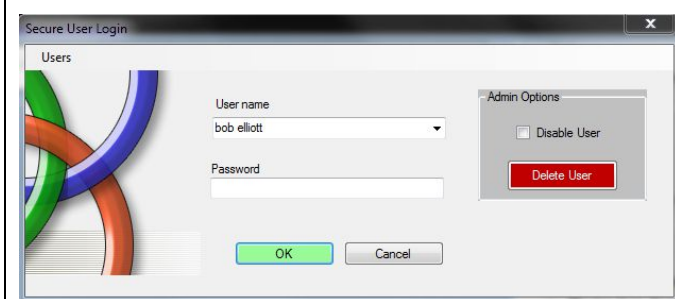 Secure User Login
x
Users
User name
bob elliott
Password
Admin Options
Disable User
Delete User
OK
Cancel